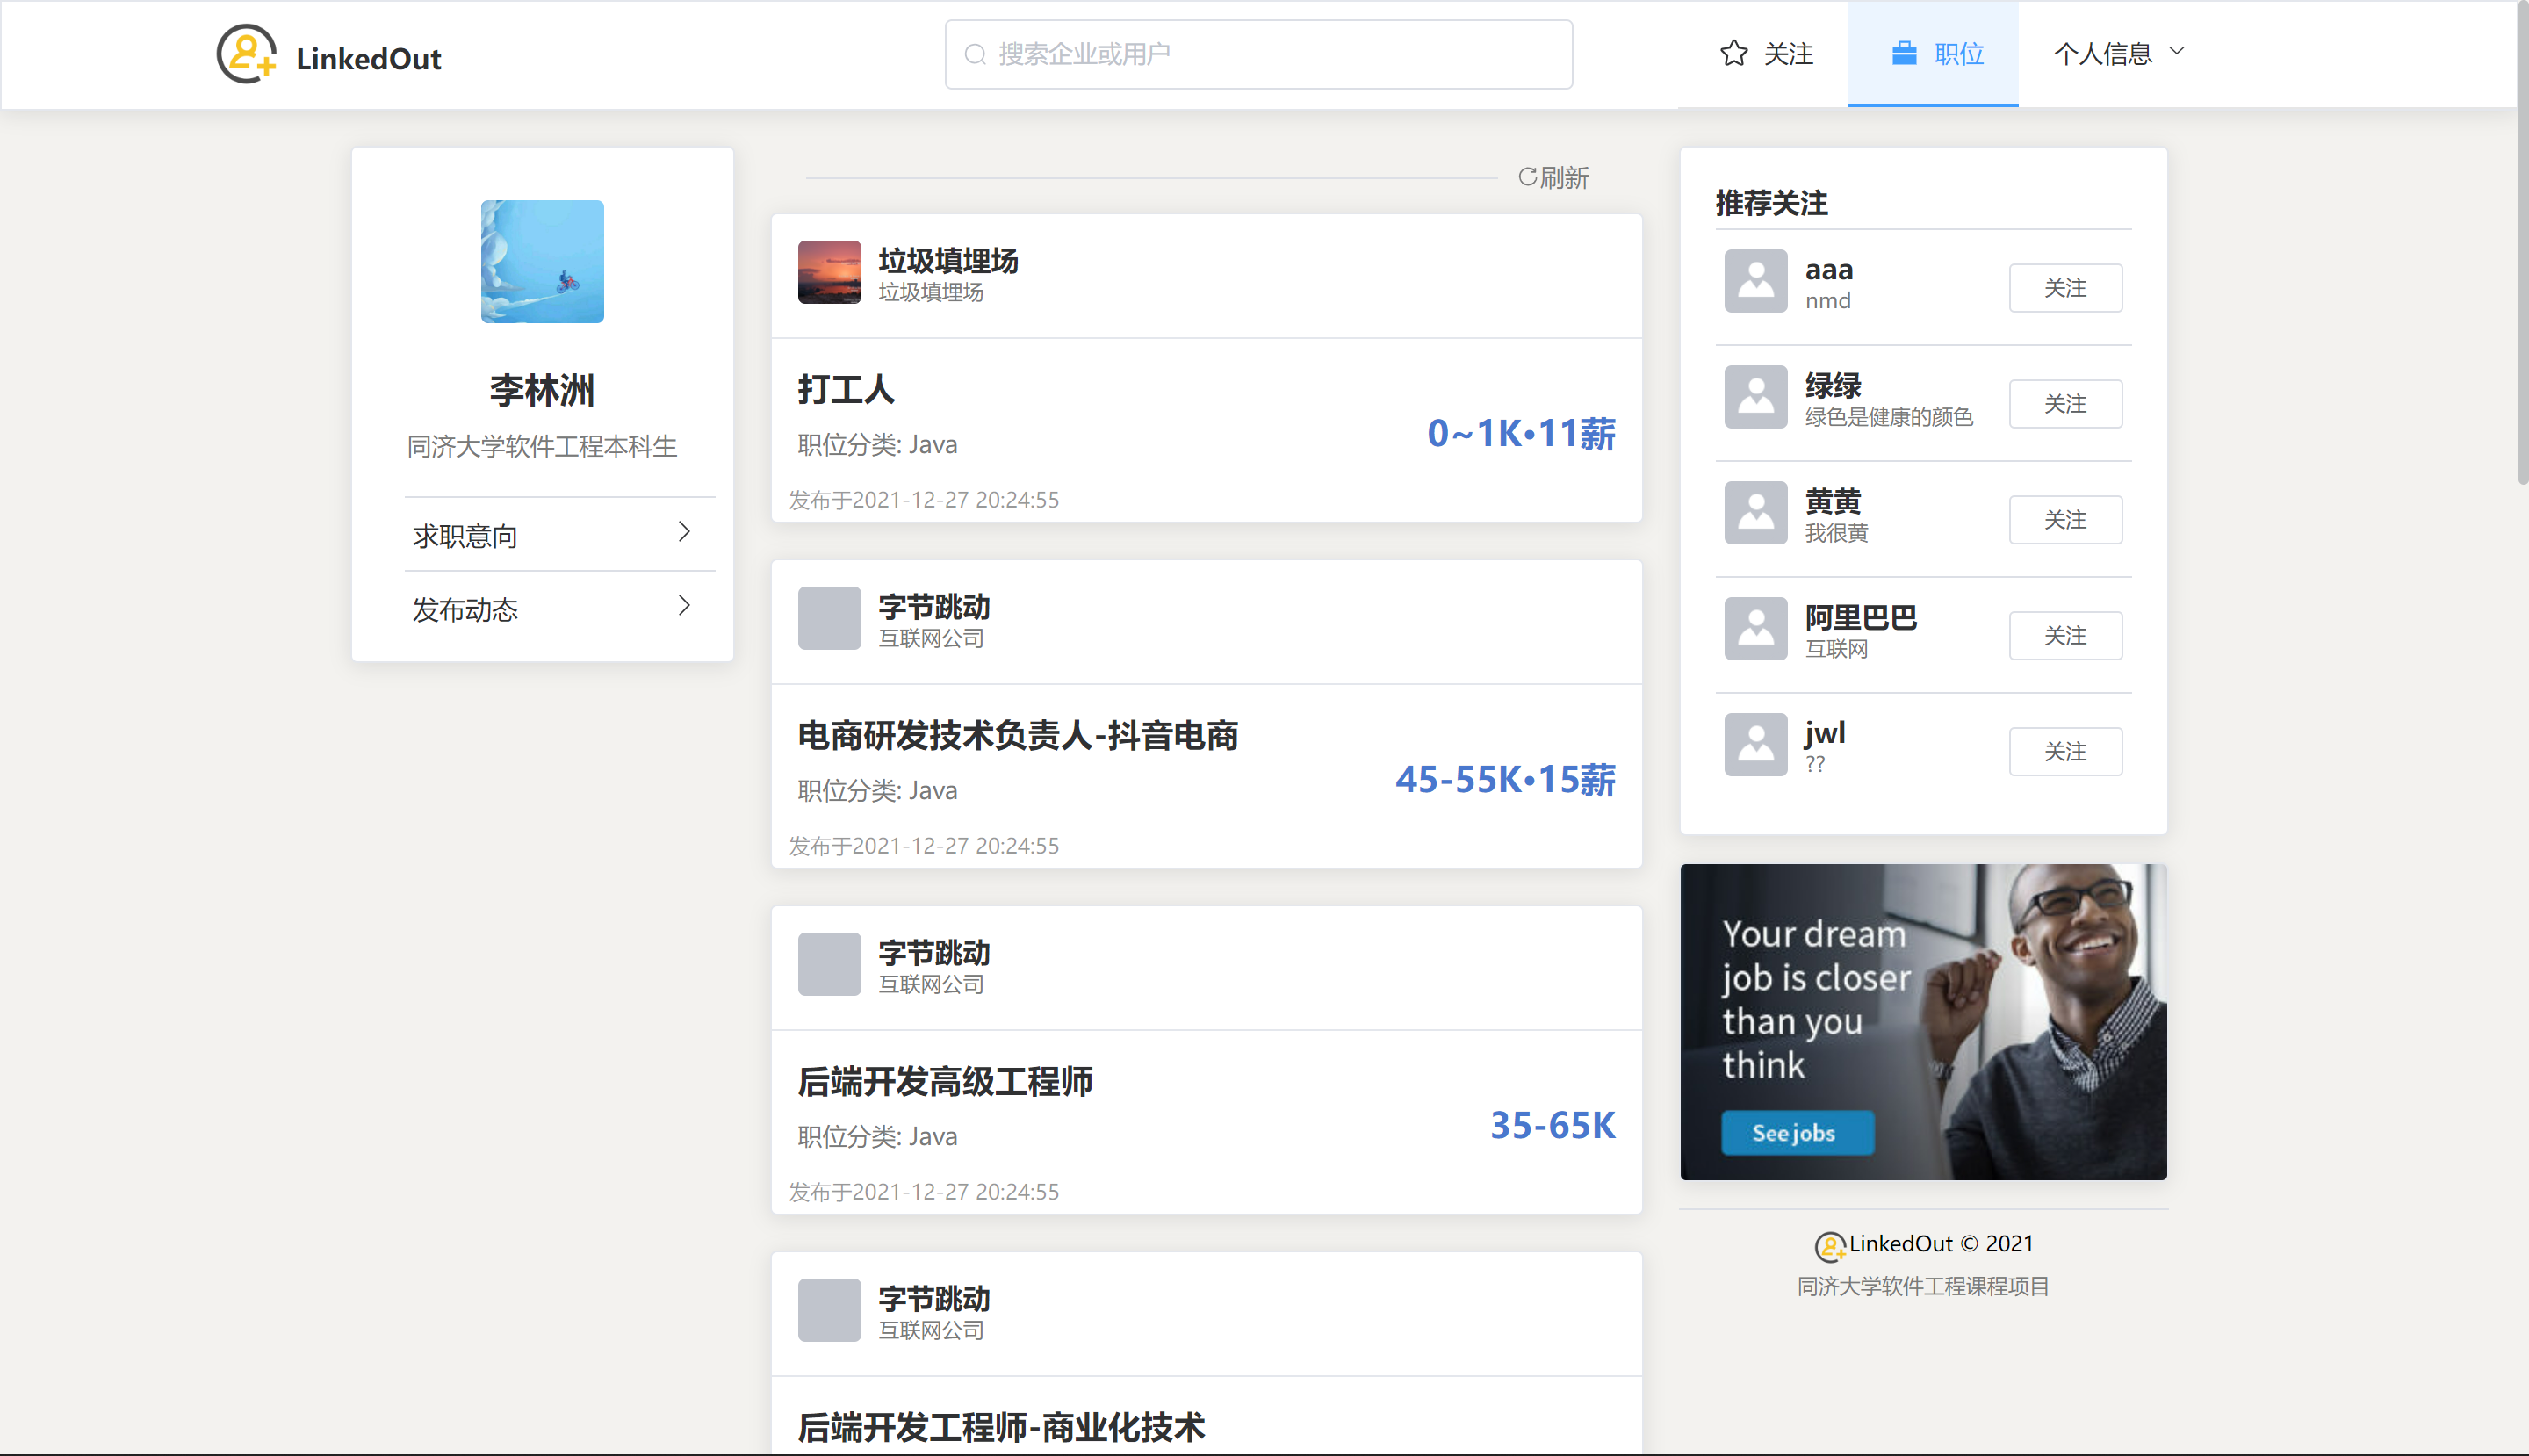 LinkedOut
搜索企业或用户
关注
职位
个人信息
李林洲
同济大学软件工程本科生
求职意向
发布动态
刷新
垃圾填埋场
垃圾填埋场
打工人
职位分类: Java
0~1K•11薪
发布于2021-12-27 20:24:55
字节跳动
互联网公司
电商研发技术负责人-抖音电商
职位分类: Java
45-55K•15薪
发布于2021-12-27 20:24:55
字节跳动
互联网公司
后端开发高级工程师
职位分类: Java
35-65K
发布于2021-12-27 20:24:55
字节跳动
互联网公司
后端开发工程师-商业化技术
推荐关注
aaa
nmd
关注
绿绿
绿色是健康的颜色
关注
黄黄
我很黄
关注
阿里巴巴
互联网
关注
jwl
??
关注
Your dream
job is closer
than you
think
See jobs
LinkedOut © 2021
同济大学软件工程课程项目